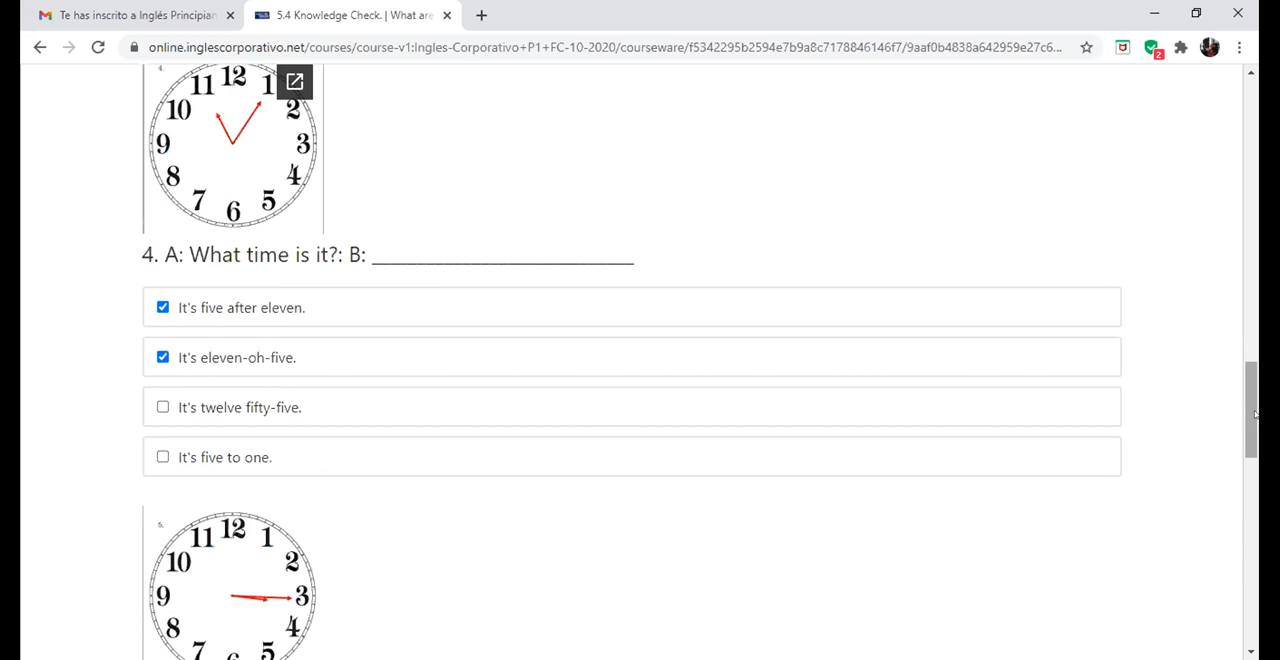 Te has inscrito a Inglés Principian
5.4 Knowledge Check. | What are
online.inglescorporativo.net/courses/course-v1:Ingles-Corporativo+P1+FC-10-2020/courseware/f5342295b2594e7b9a8c7178846146f7/9aaf0b4838a642959e27c6...
2
4.
11 12 1
10 2
9 3
8 4
7 6 5
4. A: What time is it?: B: ___________________________
It's five after eleven.
It's eleven-oh-five.
It's twelve fifty-five.
It's five to one.
5.
11 12 1
10 2
9 3
8 4
7 6 5